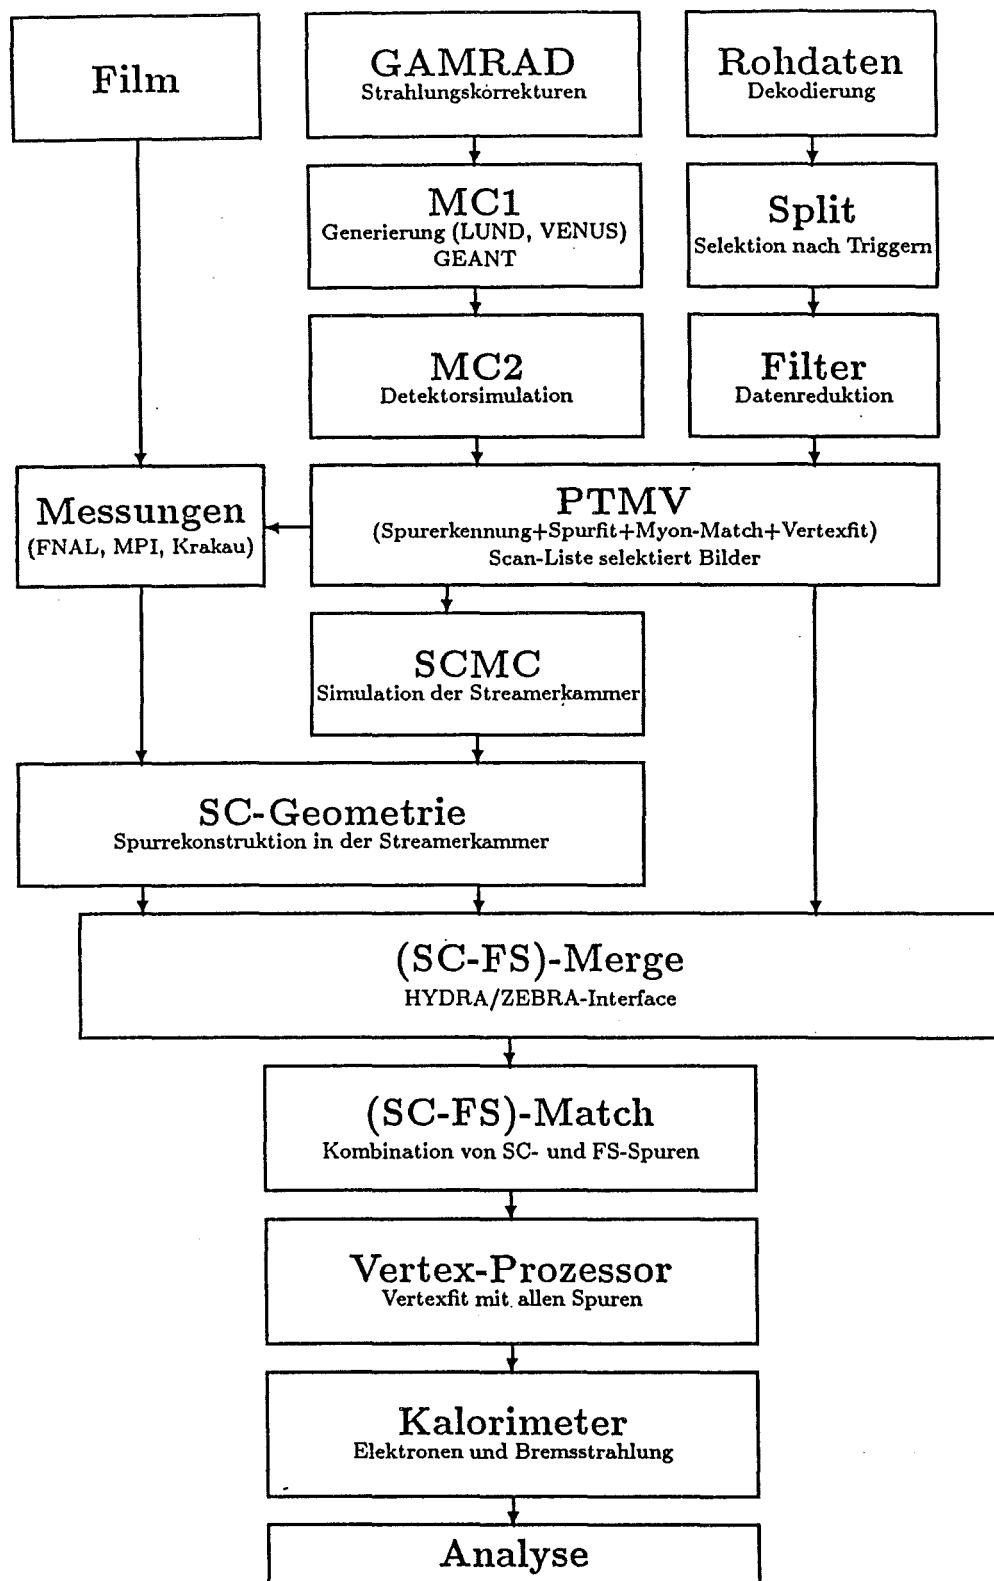 Film
GAMRAD
Strahlungskorrekturen
Rohdaten
Dekodierung
MC1
Generierung (LUND, VENUS)
GEANT
Split
Selektion nach Triggern
MC2
Detektorsimulation
Filter
Datenreduktion
Messungen
(FNAL, MPI, Krakau)
PTMV
(Spurerkennung+Spurfit+Myon-Match+Vertexfit)
Scan-Liste selektiert Bilder
SCMC
Simulation der Streamerkammer
SC-Geometrie
Spurrekonstruktion in der Streamerkammer
(SC-FS)-Merge
HYDRA/ZEBRA-Interface
(SC-FS)-Match
Kombination von SC- und FS-Spuren
Vertex-Prozessor
Vertexfit mit allen Spuren
Kalorimeter
Elektronen und Bremsstrahlung
Analyse